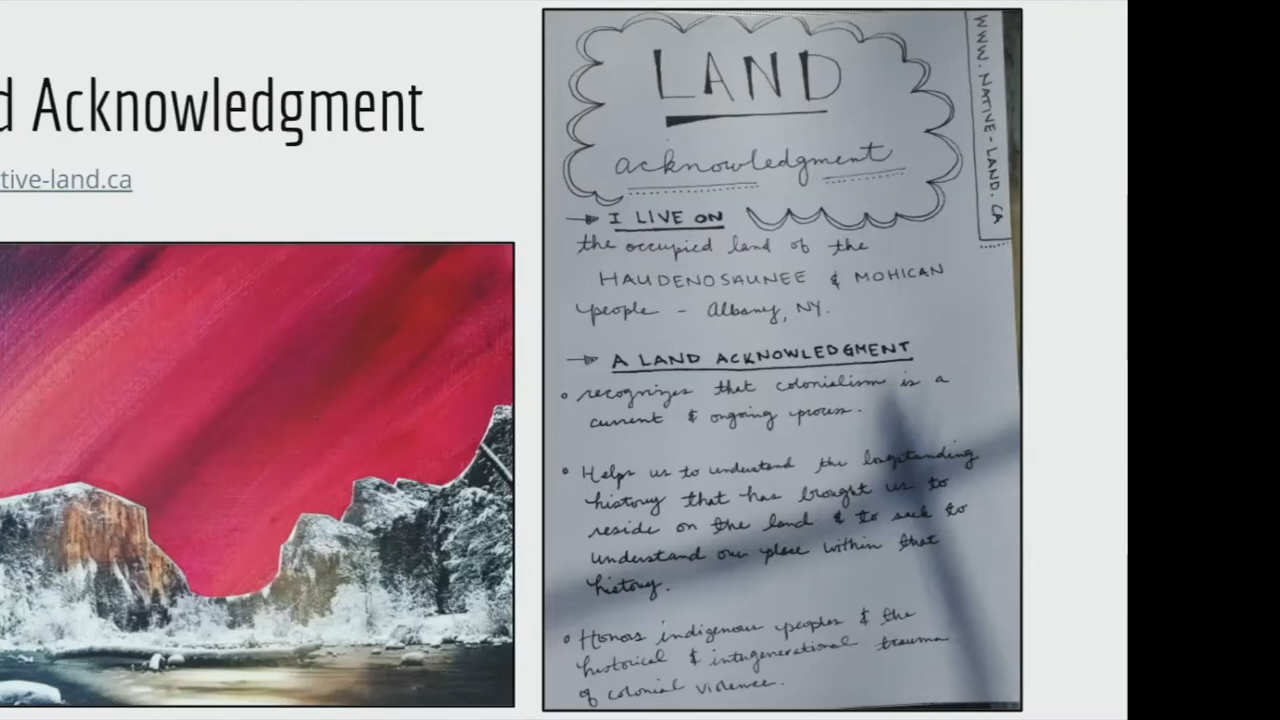 d Acknowledgment
tive-land.ca
LAND
acknowledgment
WWW.NATIVE-LAND.CA
→ I LIVE ON
the occupied land of the
HAUDENOSAUNEE & MOHICAN
people - Albany, NY.
→ A LAND ACKNOWLEDGMENT
• recognizes that colonialism is a
current & ongoing process.
• Helps us to understand the longstanding
history that has brought us to
reside on the land & to seek to
understand our place within that
history.
• Honors indigenous peoples & the
historical & intergenerational trauma
of colonial violence.